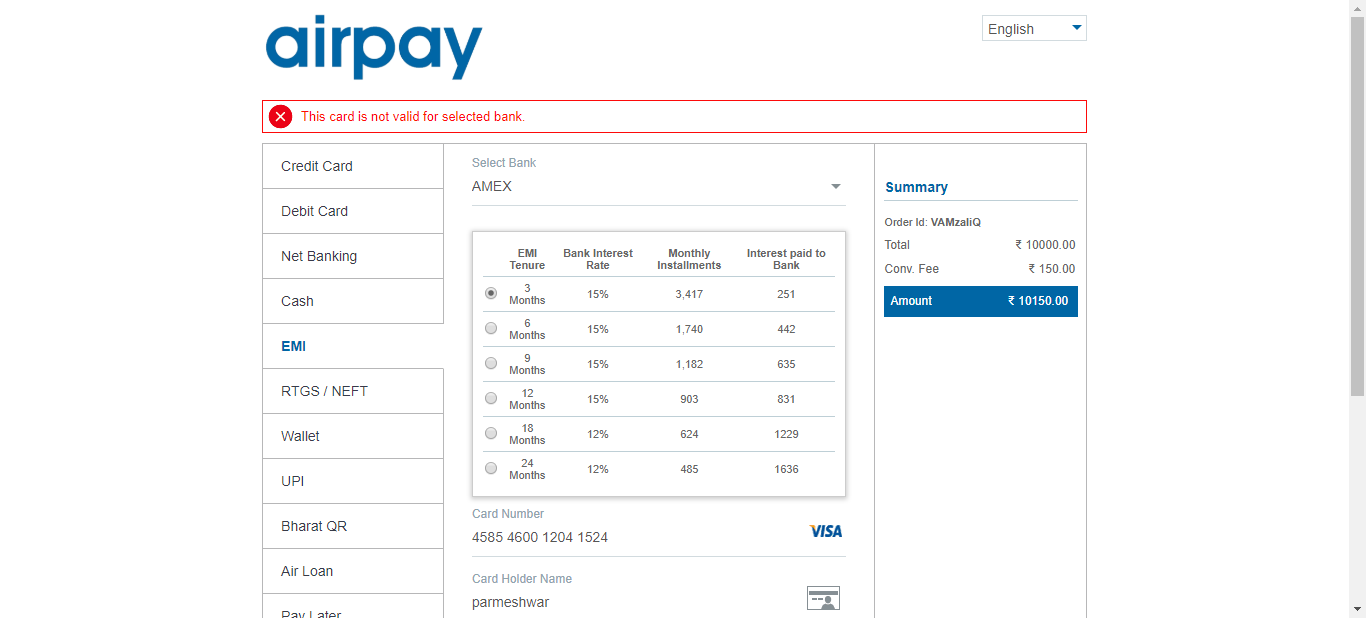 airpay
English
This card is not valid for selected bank.
Credit Card
Debit Card
Net Banking
Cash
EMI
RTGS / NEFT
Wallet
UPI
Bharat QR
Air Loan
Pay Later
Select Bank
AMEX
EMI Tenure Bank Interest Rate Monthly Installments Interest paid to Bank
3 Months 15% 3,417 251
6 Months 15% 1,740 442
9 Months 15% 1,182 635
12 Months 15% 903 831
18 Months 12% 624 1229
24 Months 12% 485 1636
Card Number
4585 4600 1204 1524 VISA
Card Holder Name
parmeshwar
Summary
Order Id: VAMzaliQ
Total ₹ 10000.00
Conv. Fee ₹ 150.00
Amount ₹ 10150.00